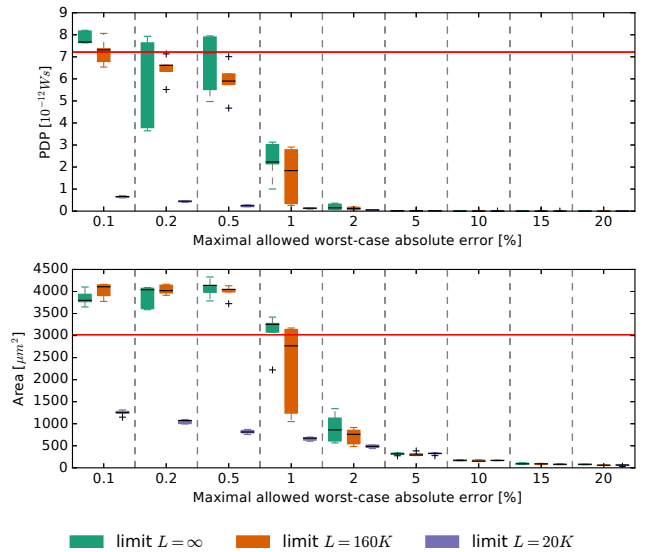 9
8
7
6
5
4
3
2
1
0
PDP [10⁻¹²Ws]
0.1 0.2 0.5 1 2 5 10 15 20
Maximal allowed worst-case absolute error [%]
4500
4000
3500
3000
2500
2000
1500
1000
500
0
Area [μm²]
0.1 0.2 0.5 1 2 5 10 15 20
Maximal allowed worst-case absolute error [%]
limit L = ∞ limit L = 160K limit L = 20K